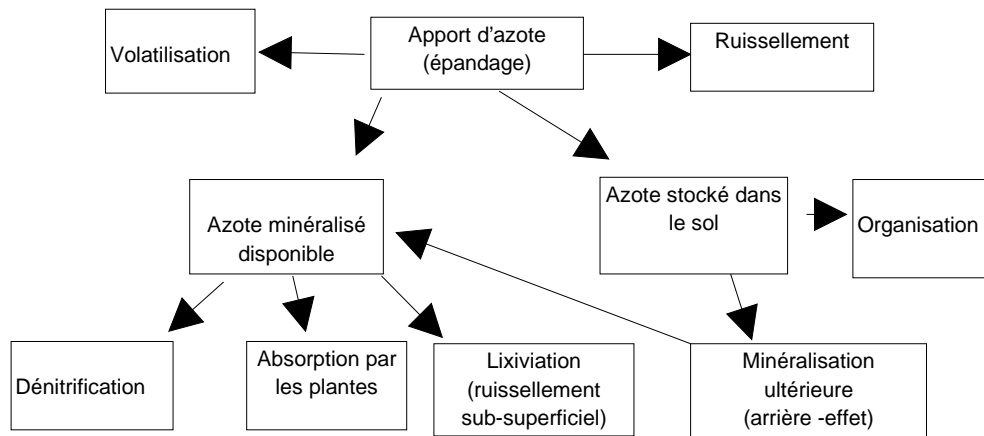 Volatilisation
Apport d’azote
(épandage)
Ruissellement
Azote minéralisé
disponible
Azote stocké dans
le sol
Organisation
Dénitrification
Absorption par
les plantes
Lixiviation
(ruissellement
sub-superficiel)
Minéralisation
ultérieure
(arrière -effet)